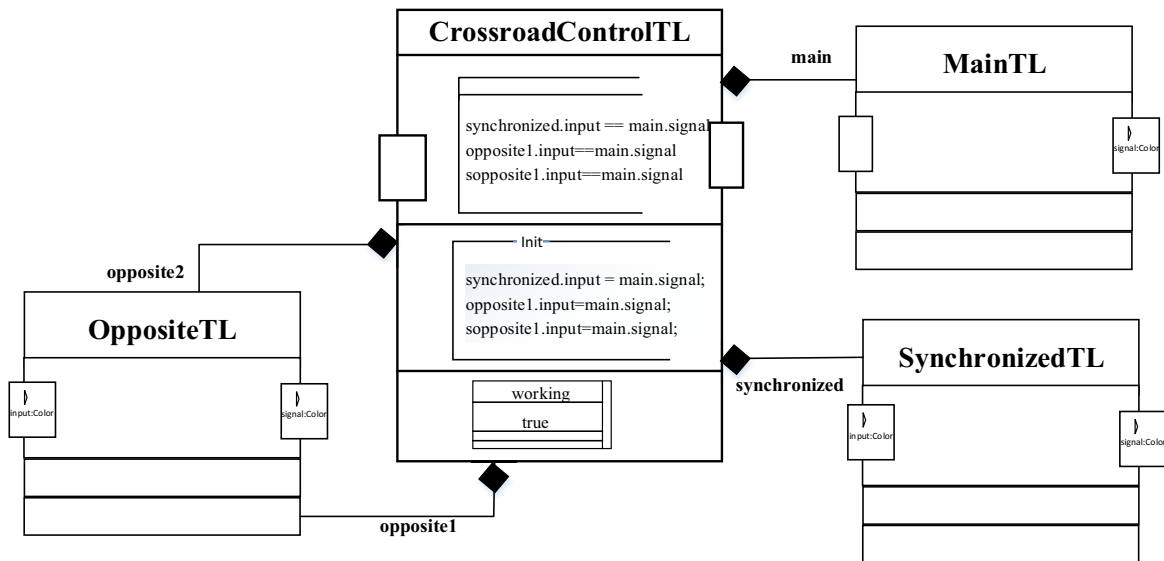 CrossroadControlTL
synchronized.input == main.signal
opposite1.input==main.signal
sopposite1.input==main.signal
Init
synchronized.input = main.signal;
opposite1.input=main.signal;
sopposite1.input=main.signal;
working
true
main
MainTL
signal:Color
opposite2
OppositeTL
input:Color
signal:Color
opposite1
synchronized
SynchronizedTL
input:Color
signal:Color